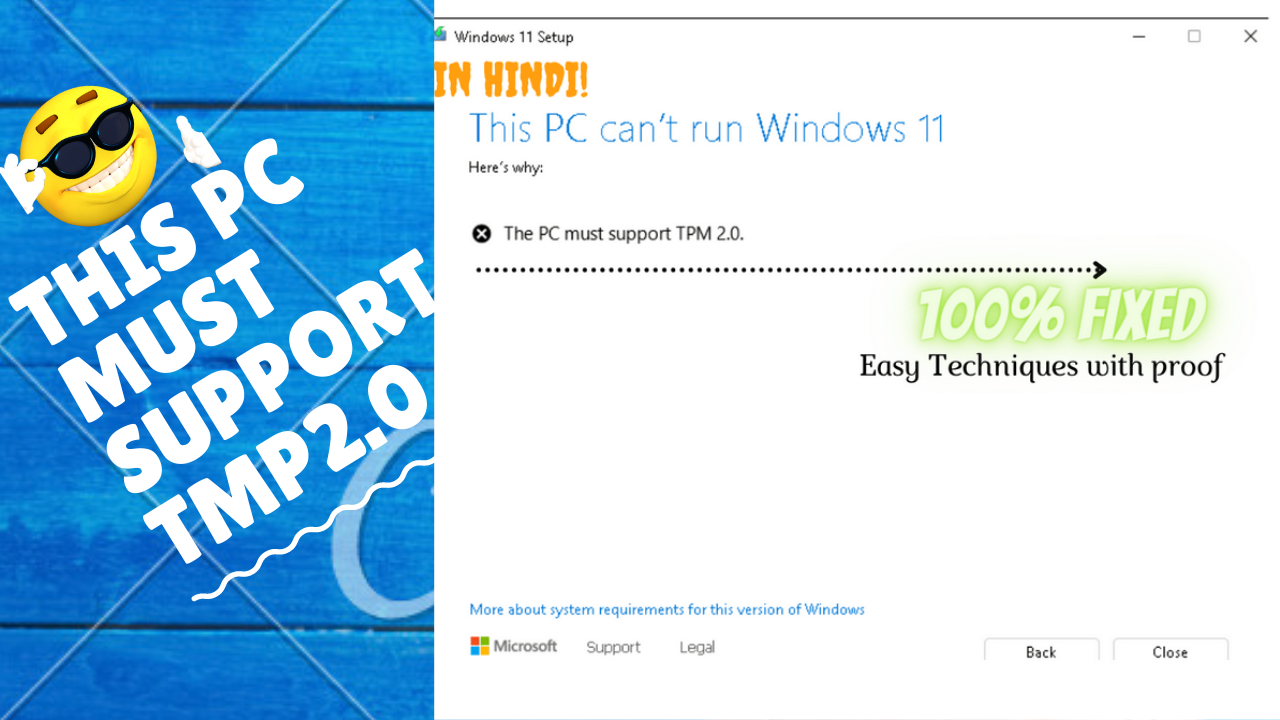 THIS PC
MUST
SUPPORT
TMP2.0
Windows 11 Setup
IN HINDI!
This PC can't run Windows 11
Here's why:
The PC must support TPM 2.0.
100% FIXED
Easy Techniques with proof
More about system requirements for this version of Windows
Microsoft Support Legal
Back Close